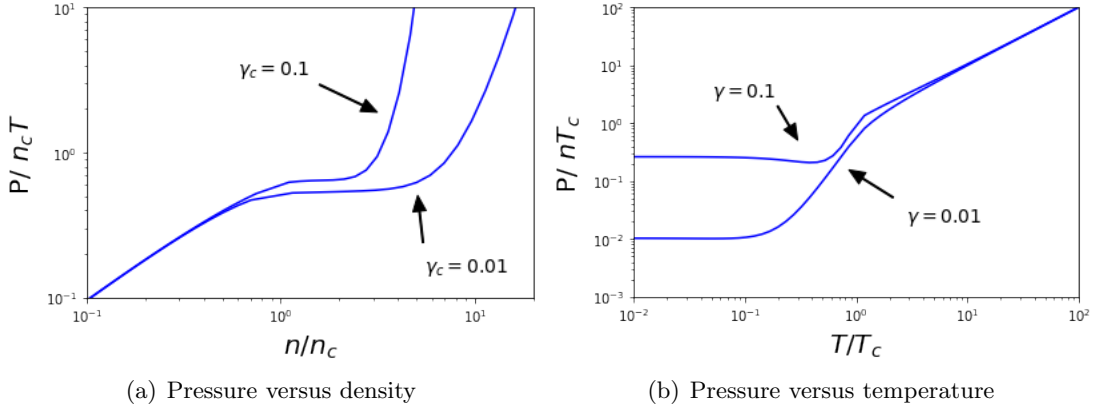 10¹
10⁰
10⁻¹
P/ n_cT
γ_c = 0.1
γ_c = 0.01
10⁻¹
10⁰
10¹
n/n_c
(a) Pressure versus density
10²
10¹
10⁰
10⁻¹
10⁻²
10⁻³
P/ nT_c
γ = 0.1
γ = 0.01
10⁻²
10⁻¹
10⁰
10¹
10²
T/T_c
(b) Pressure versus temperature